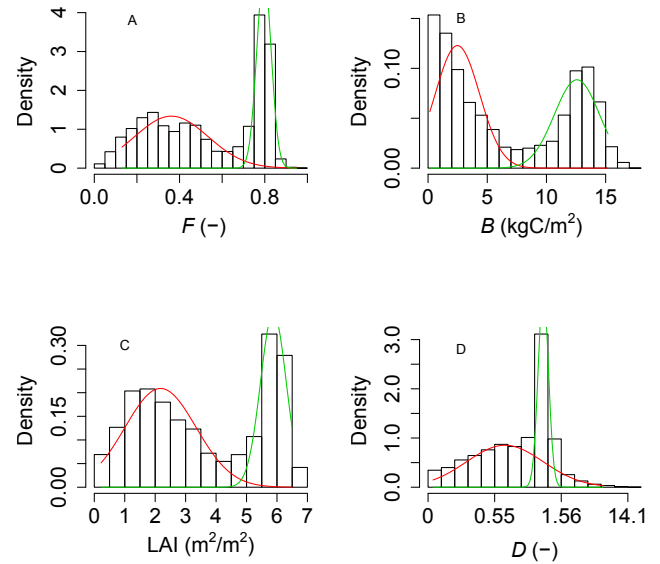 A
Density
0 1 2 3 4
0.0 0.4 0.8
F (−)
B
Density
0.00 0.10
0 5 10 15
B (kgC/m²)
C
Density
0.00 0.15 0.30
0 1 2 3 4 5 6 7
LAI (m²/m²)
D
Density
0.0 1.0 2.0 3.0
0 0.55 1.56 14.1
D (−)